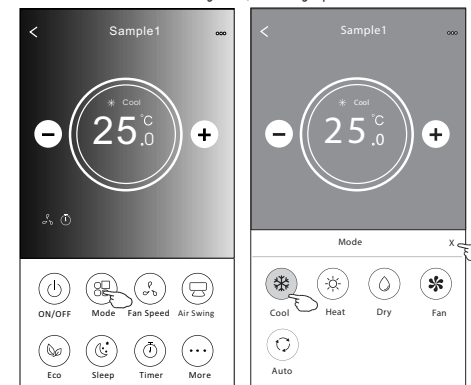 Sample1
Cool
25.0°C
ON/OFF Mode Fan Speed Air Swing
Eco Sleep Timer More
Sample1
Cool
25.0°C
Mode X
Cool Heat Dry Fan
Auto